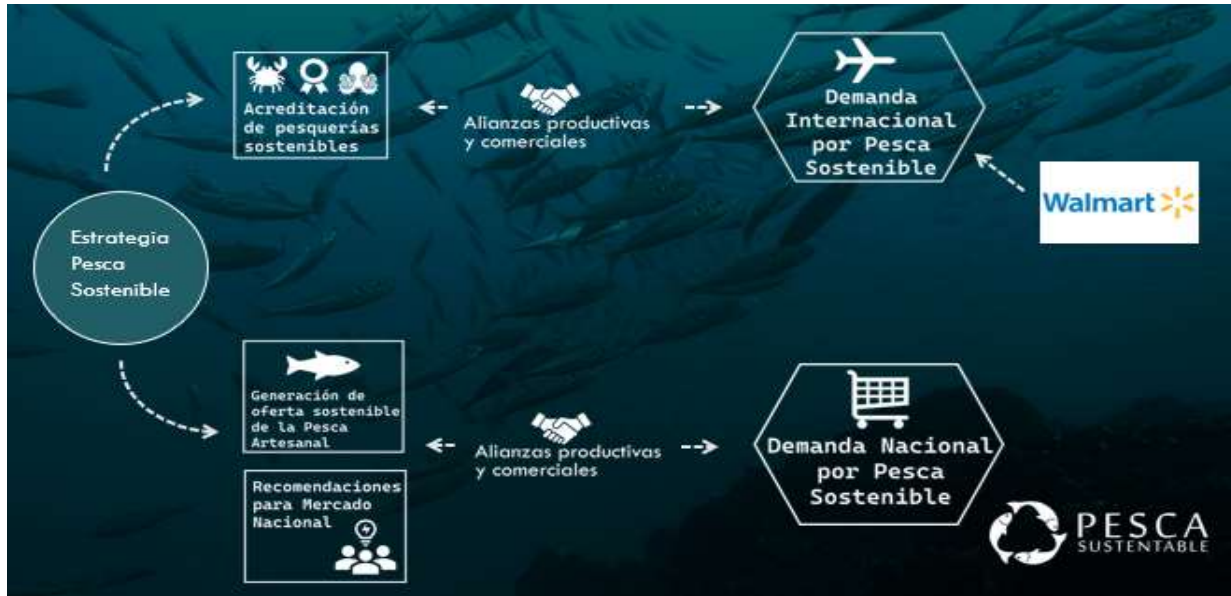 Estrategia
Pesca
Sostenible
Acreditación
de pesquerías
sostenibles
Alianzas productivas
y comerciales
Demanda
Internacional
por Pesca
Sostenible
Walmart
Generación de
oferta sostenible
de la Pesca
Artesanal
Alianzas productivas
y comerciales
Demanda Nacional
por Pesca
Sostenible
Recomendaciones
para Mercado
Nacional
PESCA
SUSTENTABLE